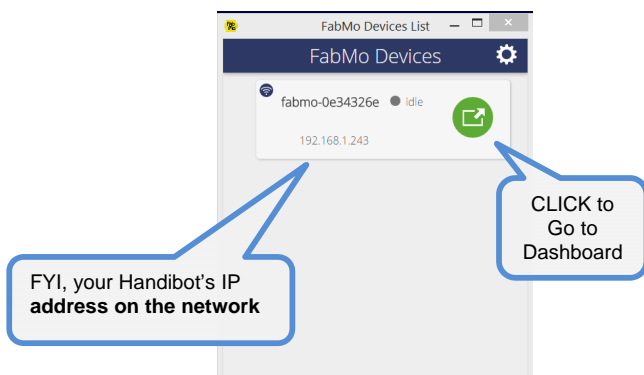 FabMo Devices List
FabMo Devices
fabmo-0e34326e Idle
192.168.1.243
CLICK to
Go to
Dashboard
FYI, your Handibot's IP
address on the network